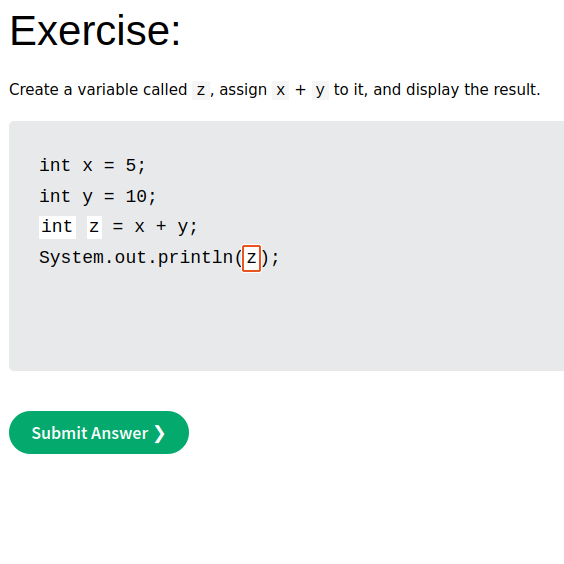 Exercise:
Create a variable called z, assign x + y to it, and display the result.
int x = 5;
int y = 10;
int z = x + y;
System.out.println(z);
Submit Answer ❯